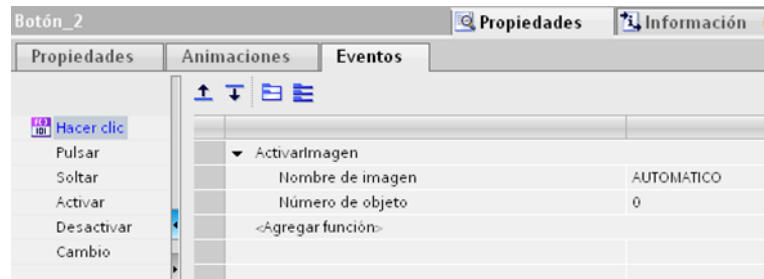 Botón_2 Propiedades Información
Propiedades Animaciones Eventos
Hacer clic
Pulsar ActivarImagen
Soltar Nombre de imagen AUTOMATICO
Activar Número de objeto 0
Desactivar <Agregar función>
Cambio